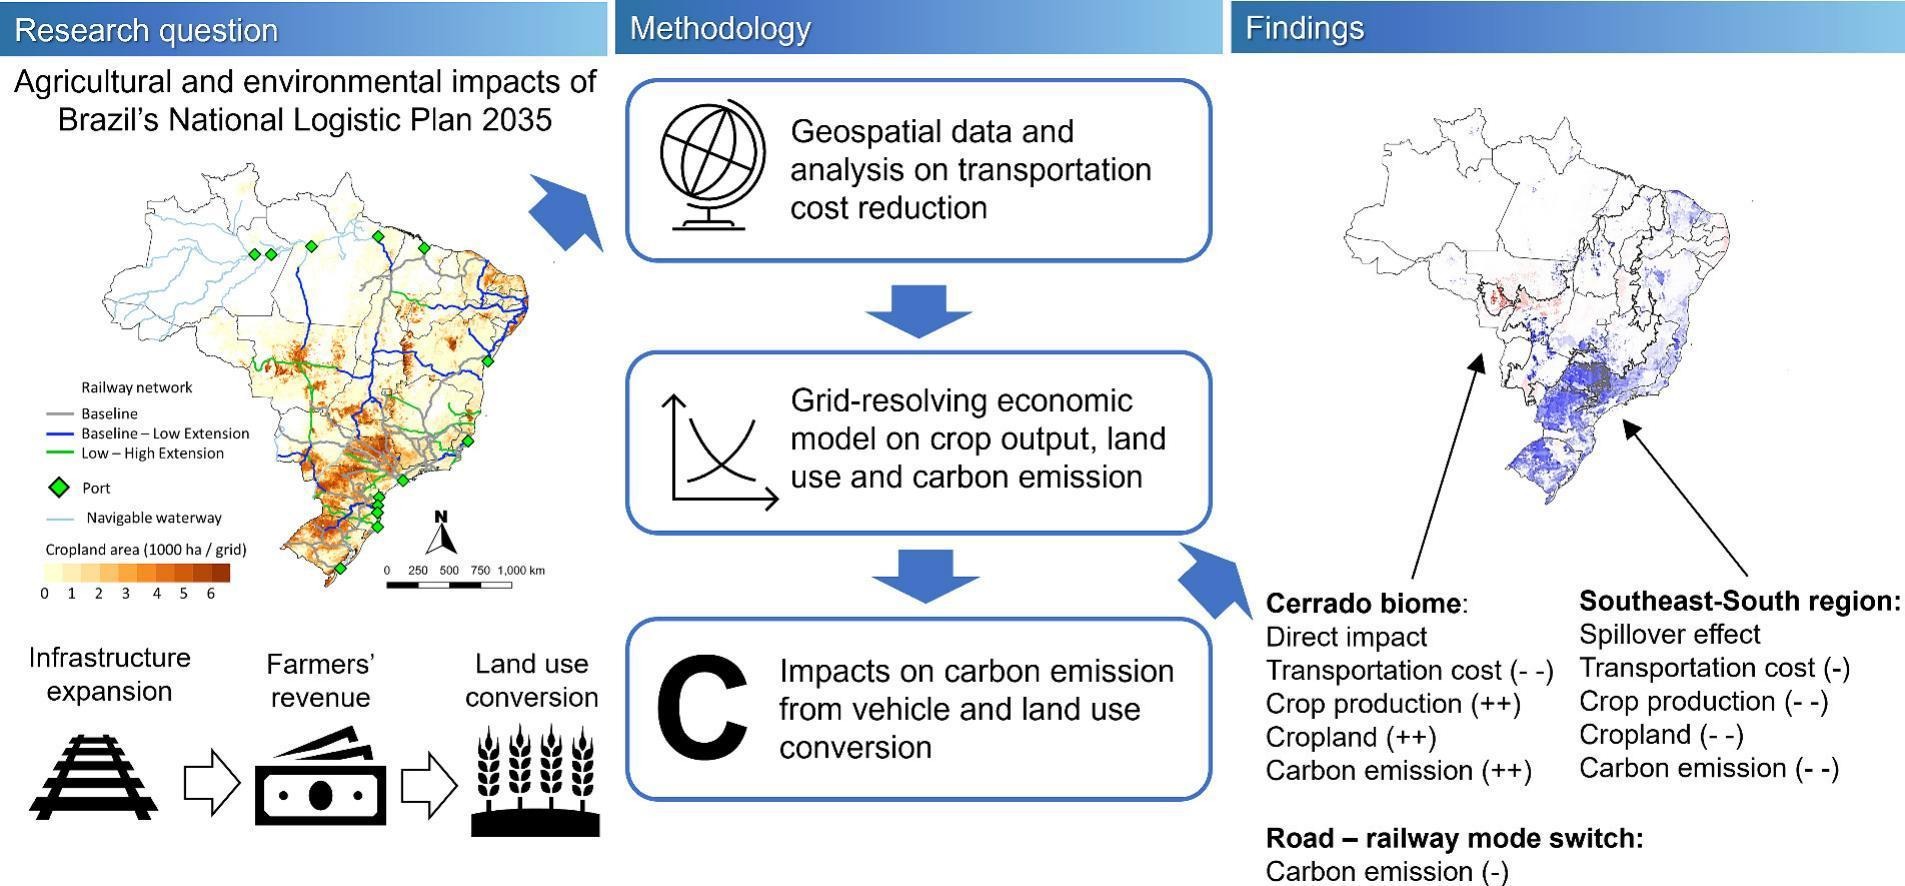 Research question
Agricultural and environmental impacts of
Brazil’s National Logistic Plan 2035
Railway network
Baseline
Baseline – Low Extension
Low – High Extension
Port
Navigable waterway
Cropland area (1000 ha / grid)
0 1 2 3 4 5 6
N
0 250 500 750 1,000 km
Infrastructure
expansion
Farmers’
revenue
Land use
conversion
Methodology
Geospatial data and
analysis on transportation
cost reduction
Grid-resolving economic
model on crop output, land
use and carbon emission
C
Impacts on carbon emission
from vehicle and land use
conversion
Findings
Cerrado biome:
Direct impact
Transportation cost (- -)
Crop production (++)
Cropland (++)
Carbon emission (++)
Southeast-South region:
Spillover effect
Transportation cost (-)
Crop production (- -)
Cropland (- -)
Carbon emission (- -)
Road – railway mode switch:
Carbon emission (-)